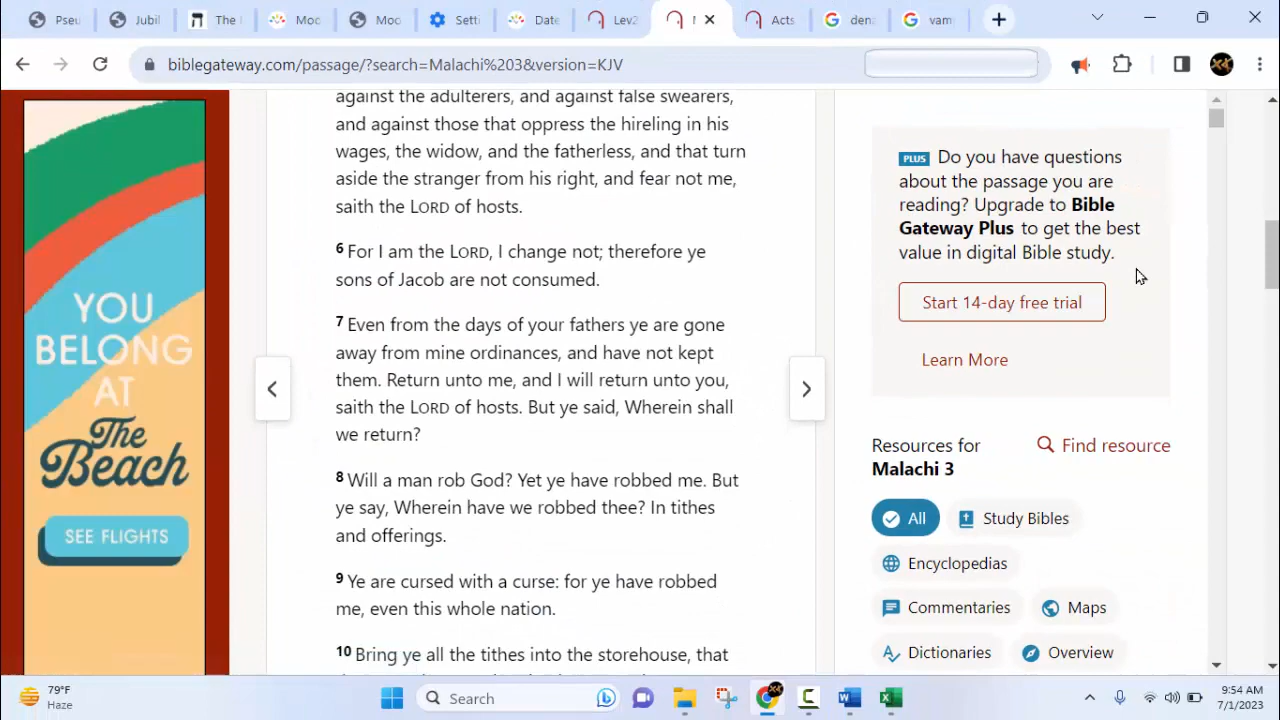 Pseu
Jubil
The
Moo
Moo
Setti
Date
Lev2
Acts
dena
vam
biblegateway.com/passage/?search=Malachi%203&version=KJV
YOU
BELONG
AT
The
Beach
SEE FLIGHTS
against the adulterers, and against false swearers,
and against those that oppress the hireling in his
wages, the widow, and the fatherless, and that turn
aside the stranger from his right, and fear not me,
saith the LORD of hosts.
6 For I am the LORD, I change not; therefore ye
sons of Jacob are not consumed.
7 Even from the days of your fathers ye are gone
away from mine ordinances, and have not kept
them. Return unto me, and I will return unto you,
saith the LORD of hosts. But ye said, Wherein shall
we return?
8 Will a man rob God? Yet ye have robbed me. But
ye say, Wherein have we robbed thee? In tithes
and offerings.
9 Ye are cursed with a curse: for ye have robbed
me, even this whole nation.
10 Bring ye all the tithes into the storehouse, that
PLUS Do you have questions
about the passage you are
reading? Upgrade to Bible
Gateway Plus to get the best
value in digital Bible study.
Start 14-day free trial
Learn More
Resources for
Malachi 3
Find resource
All
Study Bibles
Encyclopedias
Commentaries
Maps
Dictionaries
Overview
79°F
Haze
Search
9:54 AM
7/1/2023